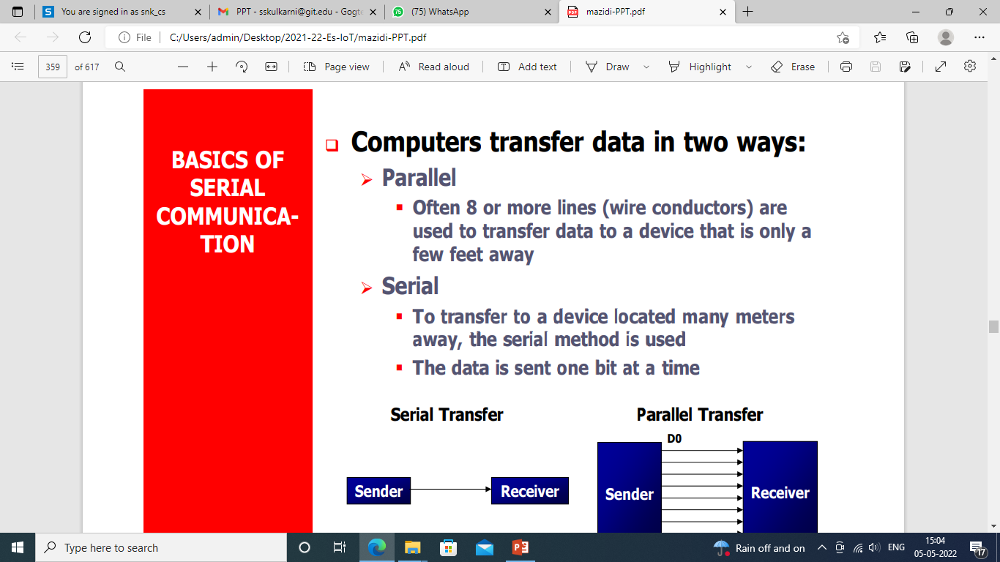 You are signed in as snk_cs
PPT - sskulkarni@git.edu - Gogte
(75) WhatsApp
mazidi-PPT.pdf
File
C:/Users/admin/Desktop/2021-22-Es-IoT/mazidi-PPT.pdf
359 of 617
Page view
Read aloud
Add text
Draw
Highlight
Erase
BASICS OF
SERIAL
COMMUNICA-
TION
Computers transfer data in two ways:
Parallel
Often 8 or more lines (wire conductors) are
used to transfer data to a device that is only a
few feet away
Serial
To transfer to a device located many meters
away, the serial method is used
The data is sent one bit at a time
Serial Transfer
Parallel Transfer
D0
Sender
Receiver
Sender
Receiver
Type here to search
Rain off and on
ENG
15:04
05-05-2022
17